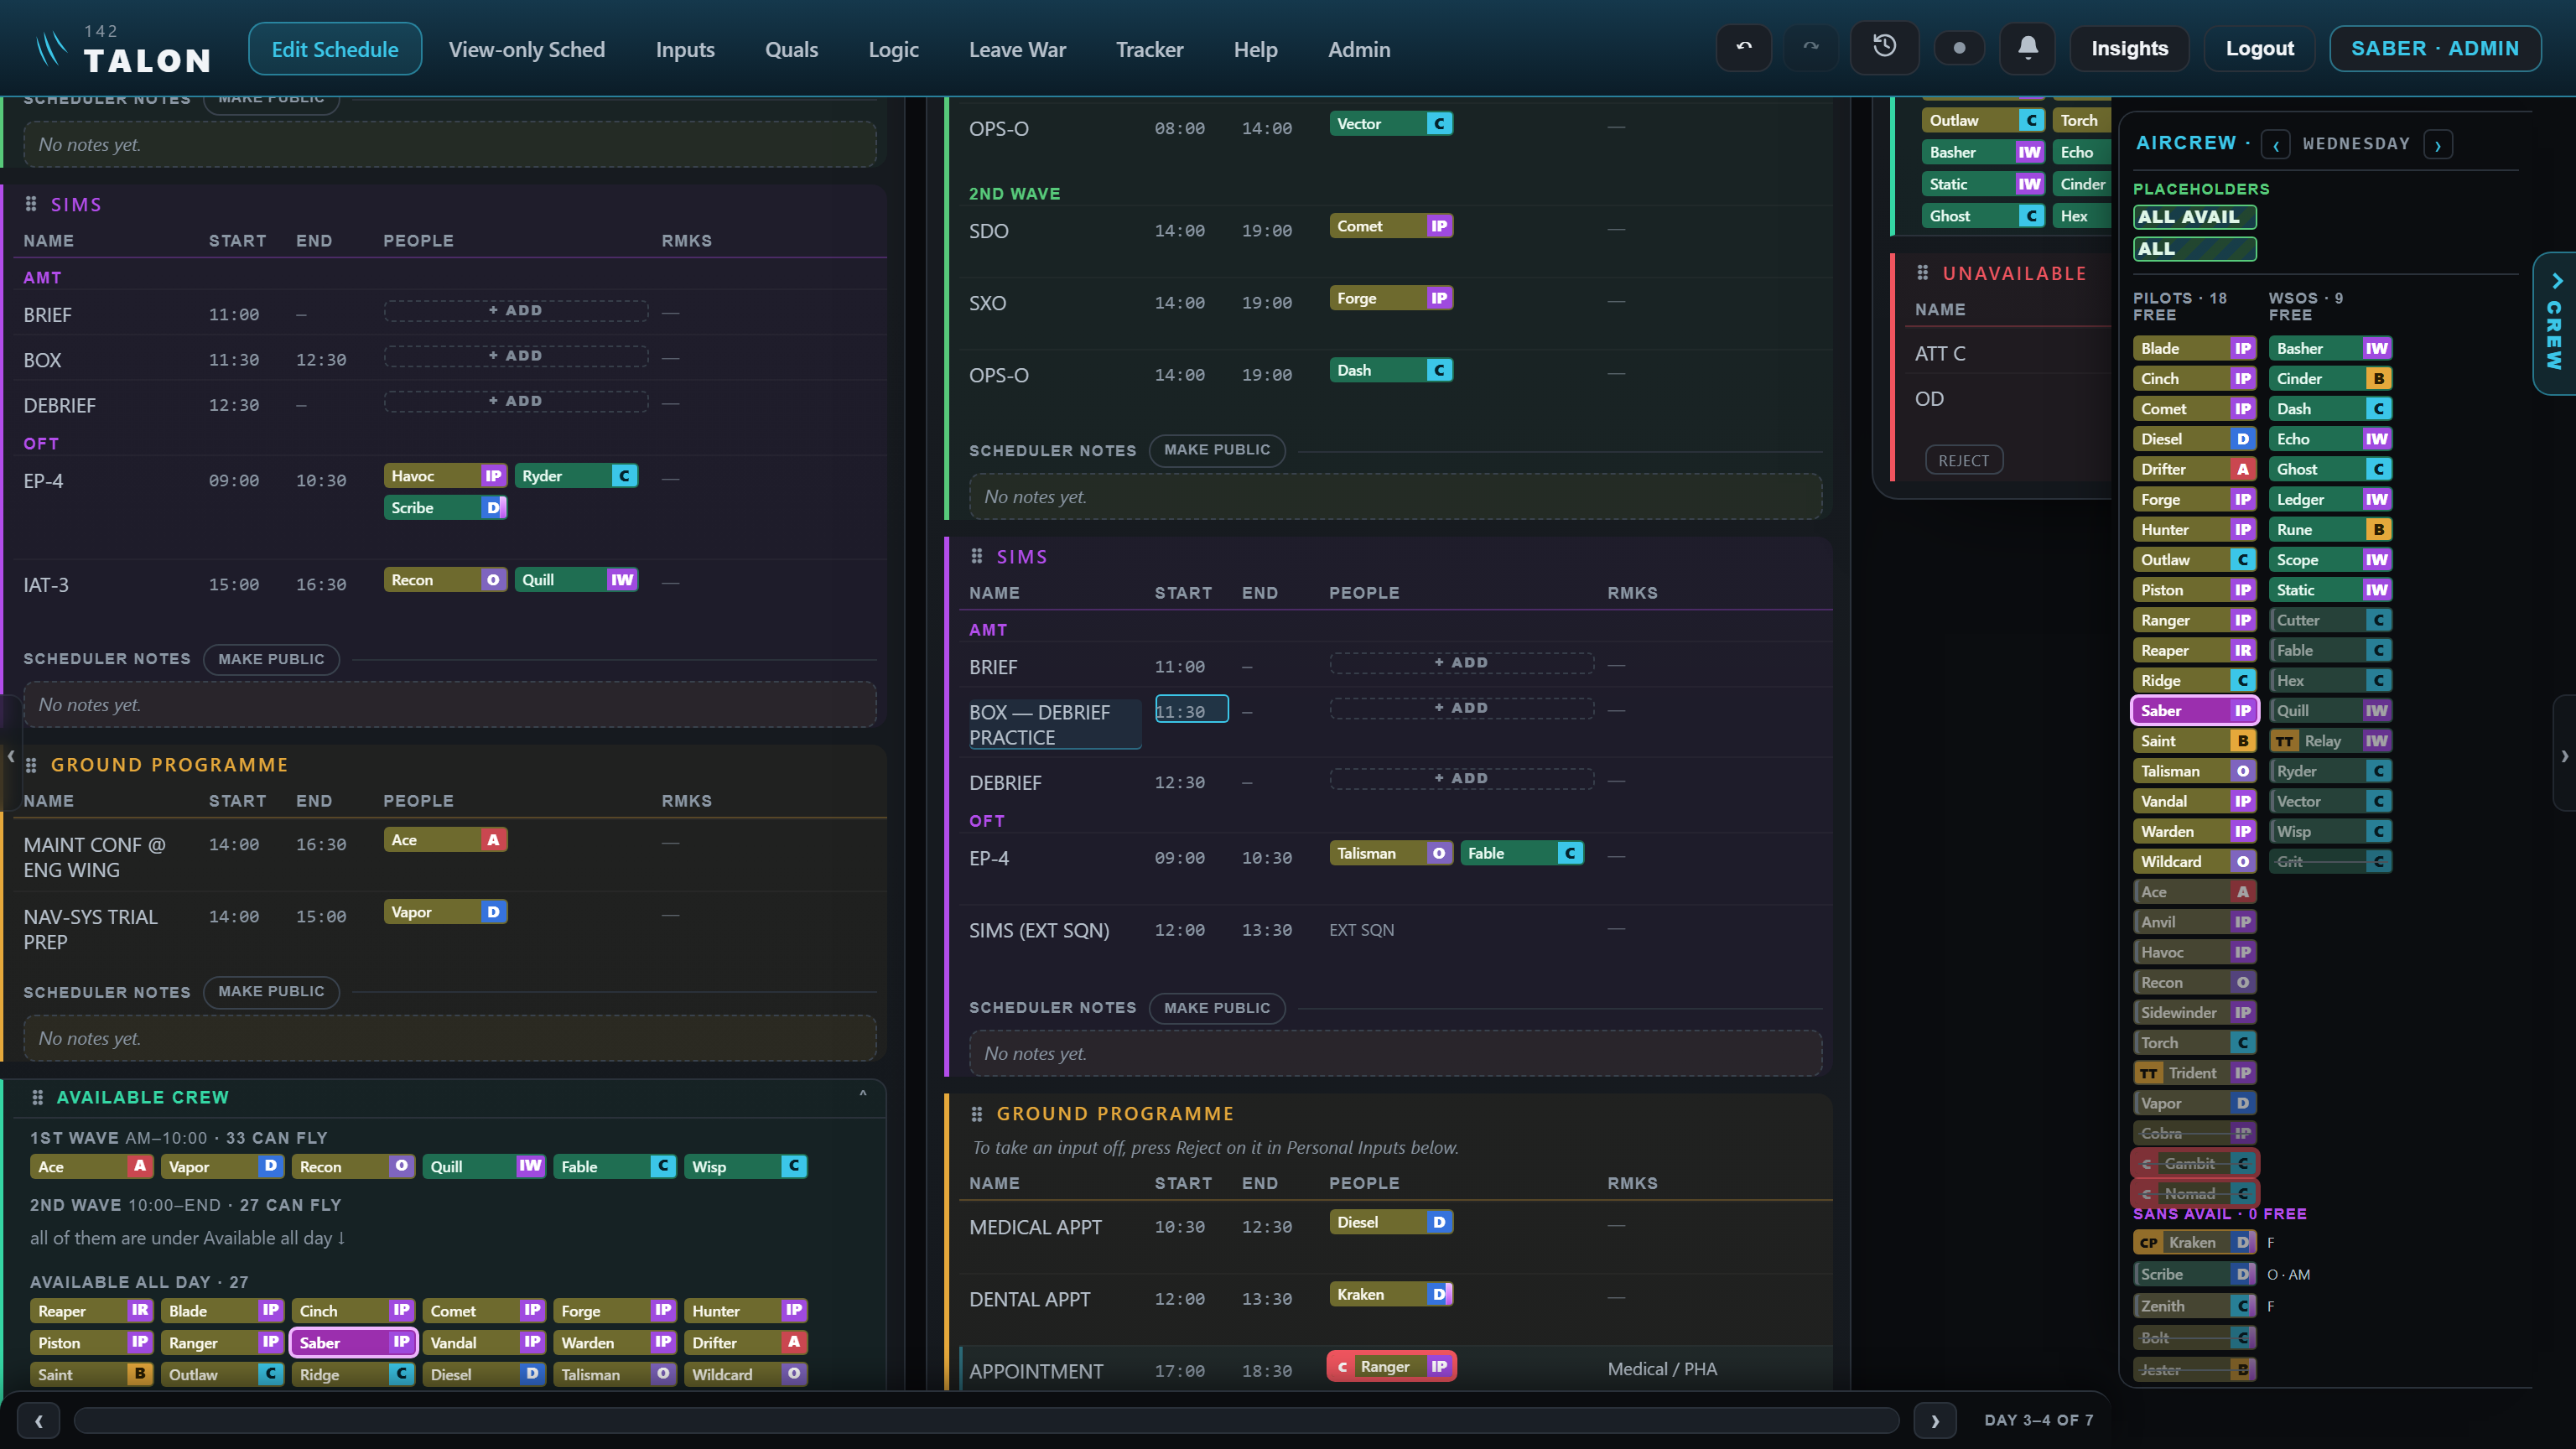 142
TALON
Edit Schedule
View-only Sched
Inputs
Quals
Logic
Leave War
Tracker
Help
Admin
Insights
Logout
SABER · ADMIN
SCHEDULER NOTES MAKE PUBLIC
No notes yet.
SIMS
NAME START END PEOPLE RMKS
AMT
BRIEF 11:00 – + ADD —
BOX 11:30 12:30 + ADD —
DEBRIEF 12:30 – + ADD —
OFT
EP-4 09:00 10:30 Havoc IP Ryder C —
Scribe D
IAT-3 15:00 16:30 Recon O Quill IW —
SCHEDULER NOTES MAKE PUBLIC
No notes yet.
GROUND PROGRAMME
NAME START END PEOPLE RMKS
MAINT CONF @ 14:00 16:30 Ace A —
ENG WING
NAV-SYS TRIAL 14:00 15:00 Vapor D —
PREP
SCHEDULER NOTES MAKE PUBLIC
No notes yet.
AVAILABLE CREW ^
1ST WAVE AM–10:00 · 33 CAN FLY
Ace A Vapor D Recon O Quill IW Fable C Wisp C
2ND WAVE 10:00–END · 27 CAN FLY
all of them are under Available all day ↓
AVAILABLE ALL DAY · 27
Reaper IR Blade IP Cinch IP Comet IP Forge IP Hunter IP
Piston IP Ranger IP Saber IP Vandal IP Warden IP Drifter A
Saint B Outlaw C Ridge C Diesel D Talisman O Wildcard O
OPS-O 08:00 14:00 Vector C —
2ND WAVE
SDO 14:00 19:00 Comet IP —
SXO 14:00 19:00 Forge IP —
OPS-O 14:00 19:00 Dash C —
SCHEDULER NOTES MAKE PUBLIC
No notes yet.
SIMS
NAME START END PEOPLE RMKS
AMT
BRIEF 11:00 – + ADD —
BOX — DEBRIEF 11:30 – + ADD —
PRACTICE
DEBRIEF 12:30 – + ADD —
OFT
EP-4 09:00 10:30 Talisman O Fable C —
SIMS (EXT SQN) 12:00 13:30 EXT SQN —
SCHEDULER NOTES MAKE PUBLIC
No notes yet.
GROUND PROGRAMME
To take an input off, press Reject on it in Personal Inputs below.
NAME START END PEOPLE RMKS
MEDICAL APPT 10:30 12:30 Diesel D —
DENTAL APPT 12:00 13:30 Kraken D —
APPOINTMENT 17:00 18:30 C Ranger IP Medical / PHA
Outlaw C Torch
Basher IW Echo
Static IW Cinder
Ghost C Hex
UNAVAILABLE
NAME
ATT C
OD
REJECT
AIRCREW · ‹ WEDNESDAY ›
PLACEHOLDERS
ALL AVAIL
ALL
PILOTS · 18 FREE
WSOS · 9 FREE
Blade IP Basher IW
Cinch IP Cinder B
Comet IP Dash C
Diesel D Echo IW
Drifter A Ghost C
Forge IP Ledger IW
Hunter IP Rune B
Outlaw C Scope IW
Piston IP Static IW
Ranger IP Cutter C
Reaper IR Fable C
Ridge C Hex C
Saber IP Quill IW
Saint B TT Relay IW
Talisman O Ryder C
Vandal IP Vector C
Warden IP Wisp C
Wildcard O Grit C
Ace A
Anvil IP
Havoc IP
Recon O
Sidewinder IP
Torch C
TT Trident IP
Vapor D
Cobra IP
C Gambit C
C Nomad C
SANS AVAIL · 0 FREE
CP Kraken D F
Scribe D O · AM
Zenith C F
Bolt C
Jester B
CREW
DAY 3–4 OF 7